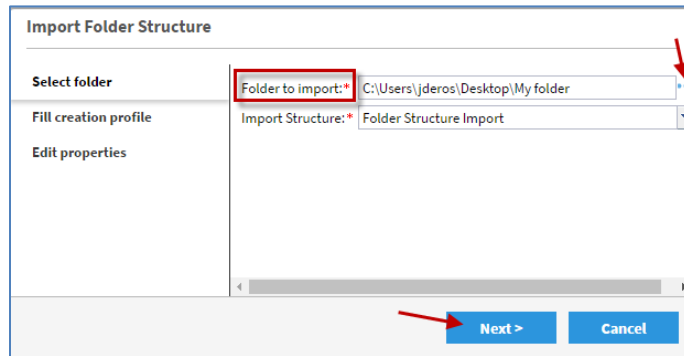 Import Folder Structure
Select folder
Folder to import:* C:\Users\jderos\Desktop\My folder
Fill creation profile
Import Structure:* Folder Structure Import
Edit properties
Next > Cancel